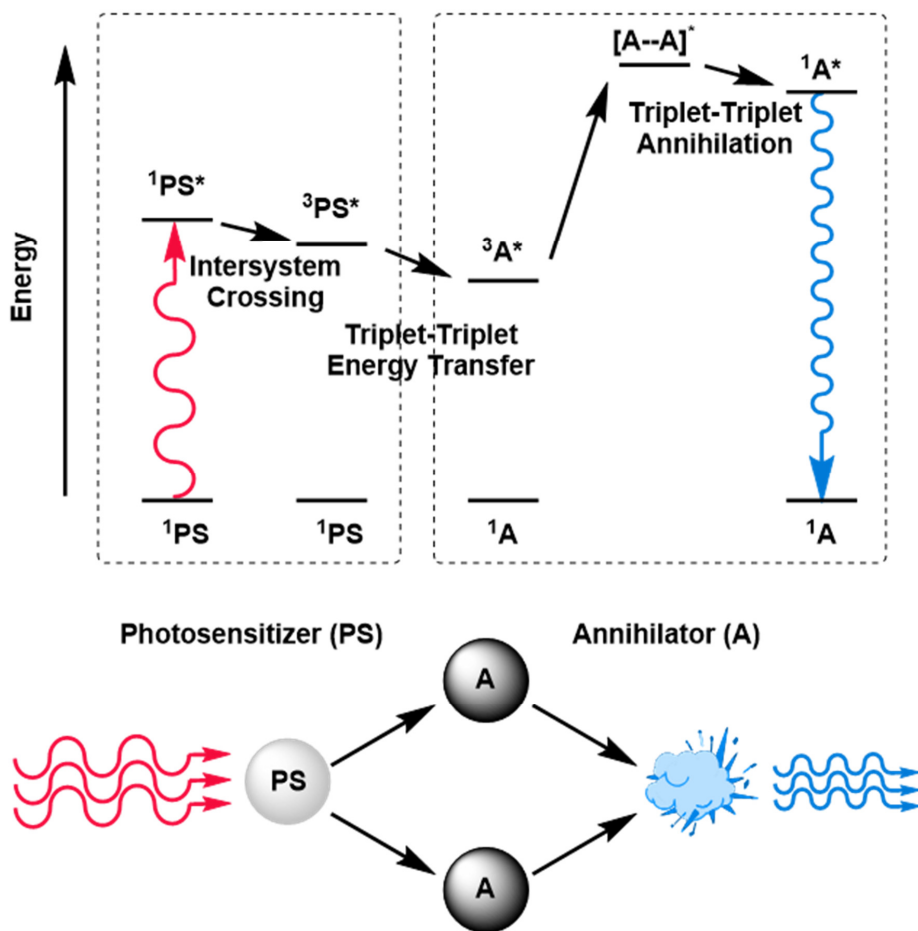 [A--A]*
¹A*
Triplet-Triplet
Annihilation
¹PS*
³PS*
³A*
Intersystem
Crossing
Triplet-Triplet
Energy Transfer
Energy
¹PS
¹PS
¹A
¹A
Photosensitizer (PS)
Annihilator (A)
A
PS
A